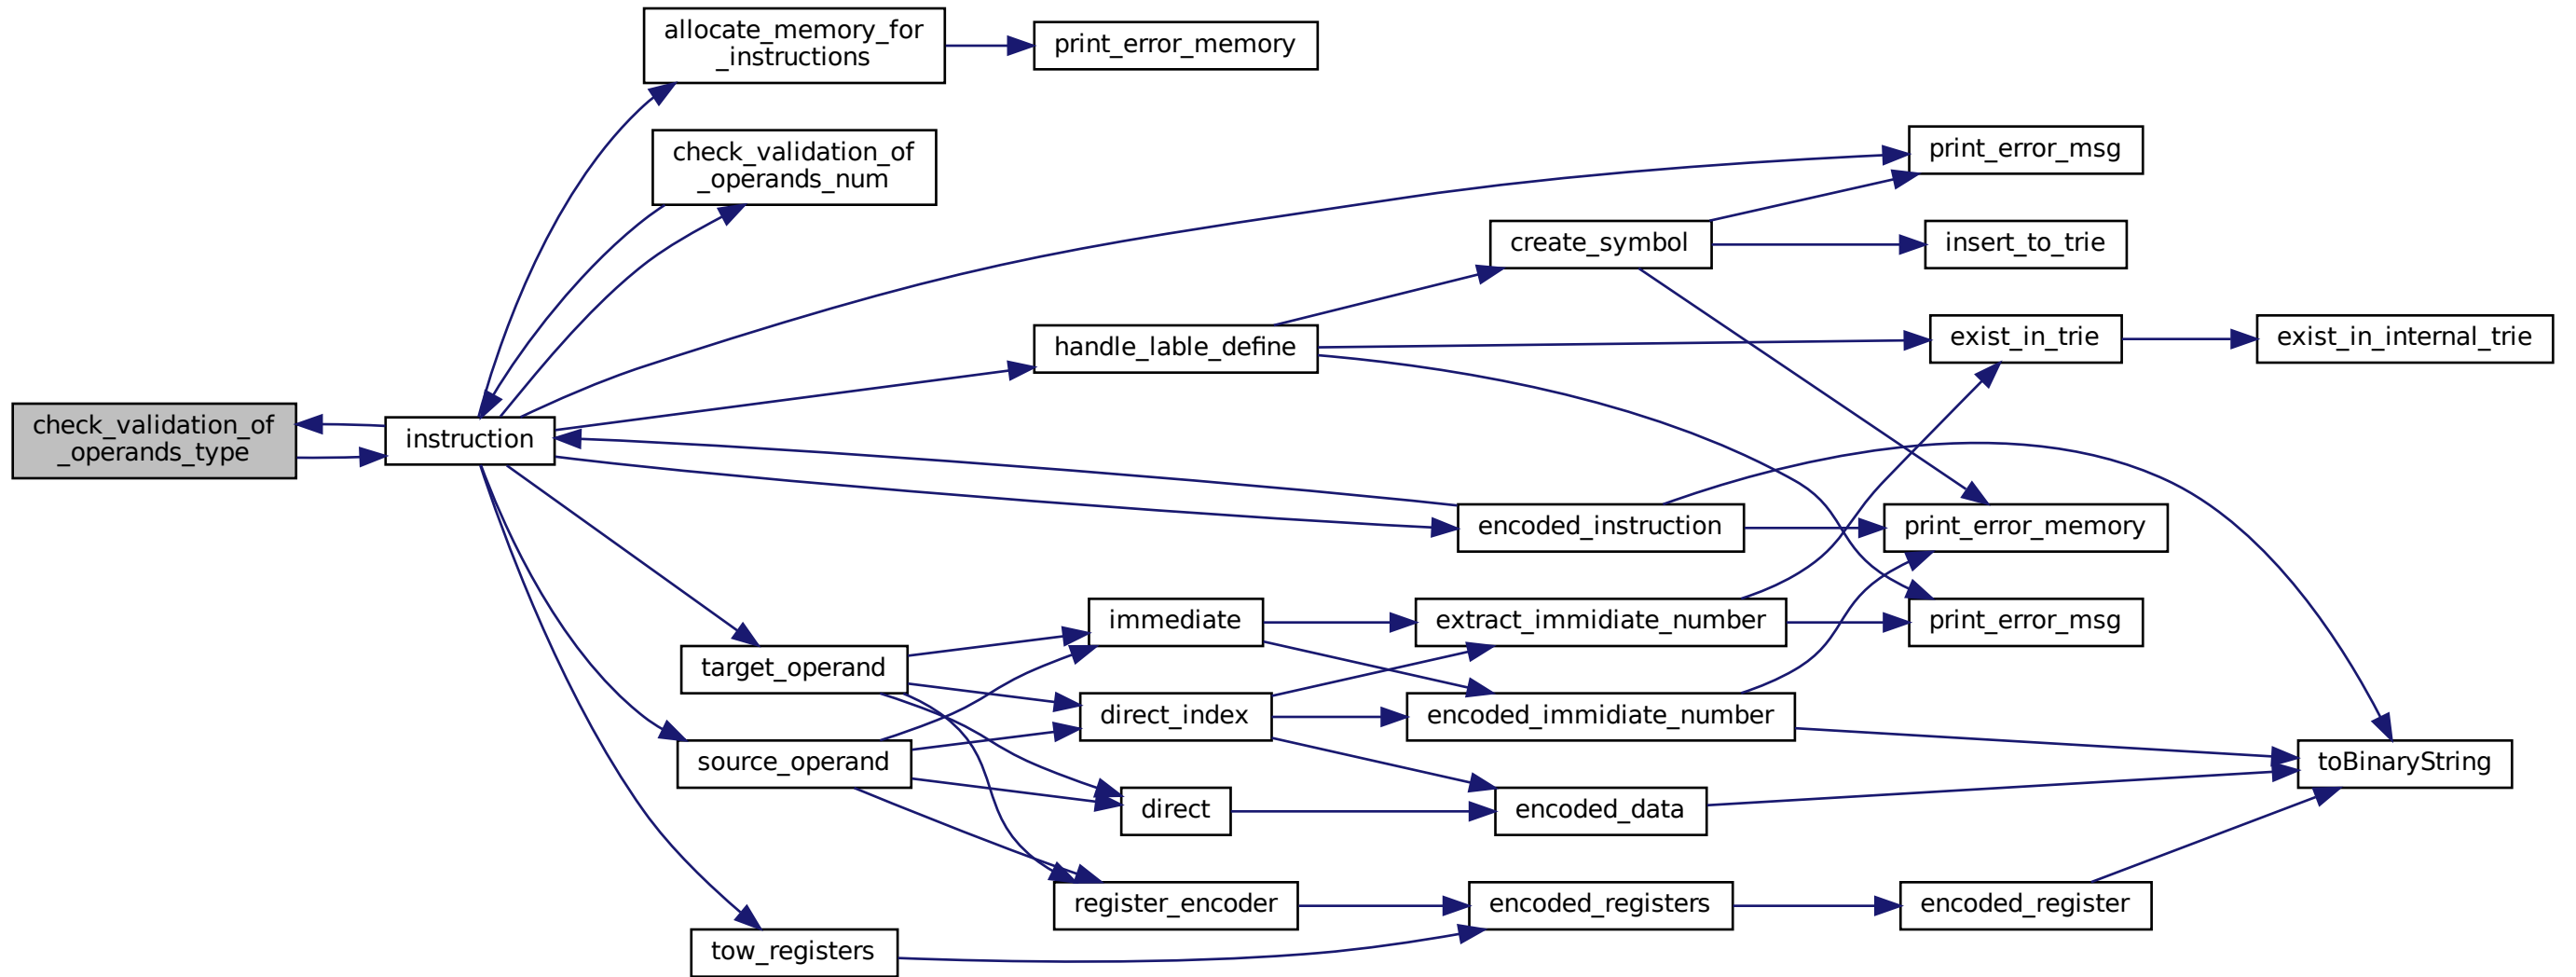 allocate_memory_for
_instructions
print_error_memory
check_validation_of
_operands_num
print_error_msg
create_symbol
insert_to_trie
handle_lable_define
exist_in_trie
exist_in_internal_trie
check_validation_of
_operands_type
instruction
encoded_instruction
print_error_memory
immediate
extract_immidiate_number
print_error_msg
target_operand
direct_index
encoded_immidiate_number
source_operand
toBinaryString
direct
encoded_data
register_encoder
encoded_registers
encoded_register
tow_registers